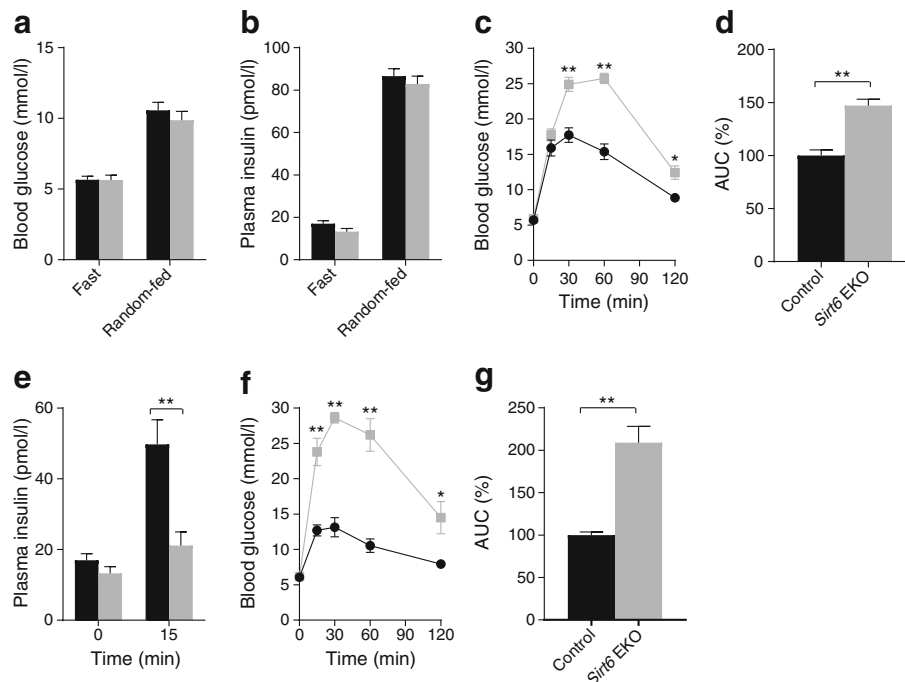 a
Blood glucose (mmol/l)
15
10
5
0
Fast
Random-fed
b
Plasma insulin (pmol/l)
100
80
60
40
20
0
Fast
Random-fed
c
Blood glucose (mmol/l)
30
25
20
15
10
5
0
** **
*
0 30 60 90 120
Time (min)
d
AUC (%)
200
150
100
50
0
**
Control
Sirt6 EKO
e
Plasma insulin (pmol/l)
60
40
20
0
**
0 15
Time (min)
f
Blood glucose (mmol/l)
30
25
20
15
10
5
0
**
**
**
*
0 30 60 90 120
Time (min)
g
AUC (%)
250
200
150
100
50
0
**
Control
Sirt6 EKO